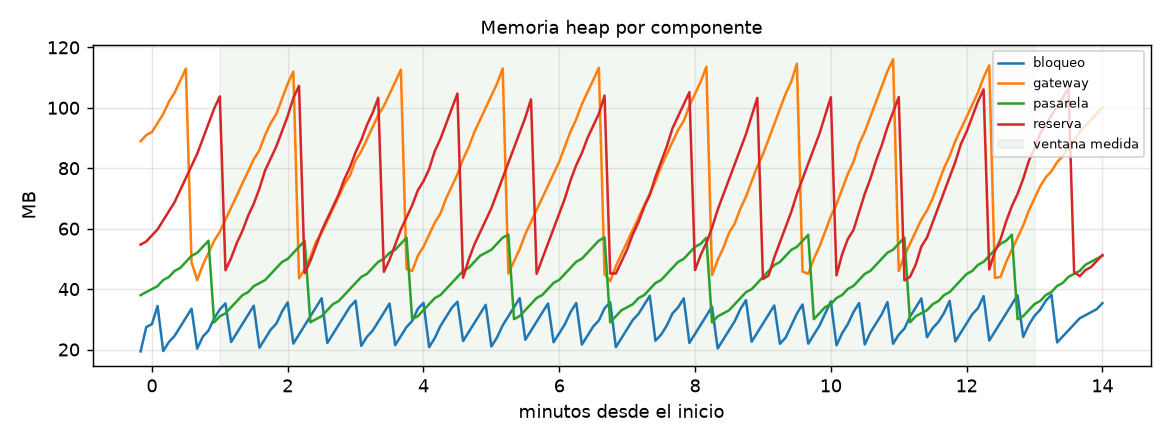 Memoria heap por componente
MB
120
100
80
60
40
20
bloqueo
gateway
pasarela
reserva
ventana medida
0 2 4 6 8 10 12 14
minutos desde el inicio